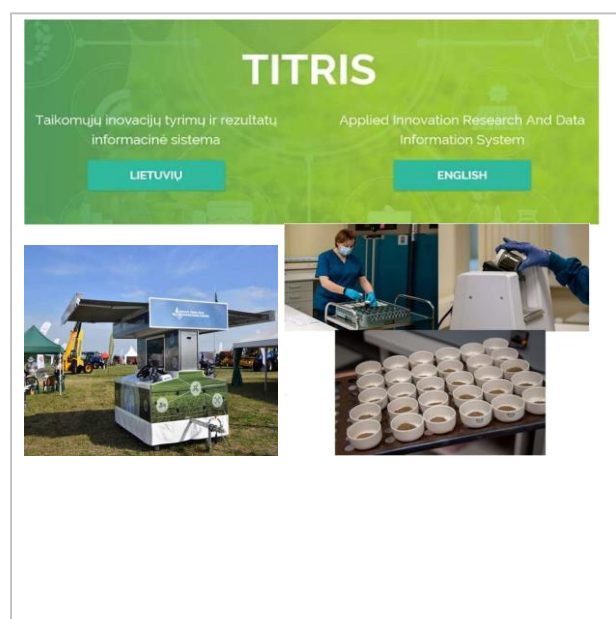 TITRIS
Taikomųjų inovacijų tyrimų ir rezultatų
informacinė sistema
LIETUVIŲ
Applied Innovation Research And Data
Information System
ENGLISH